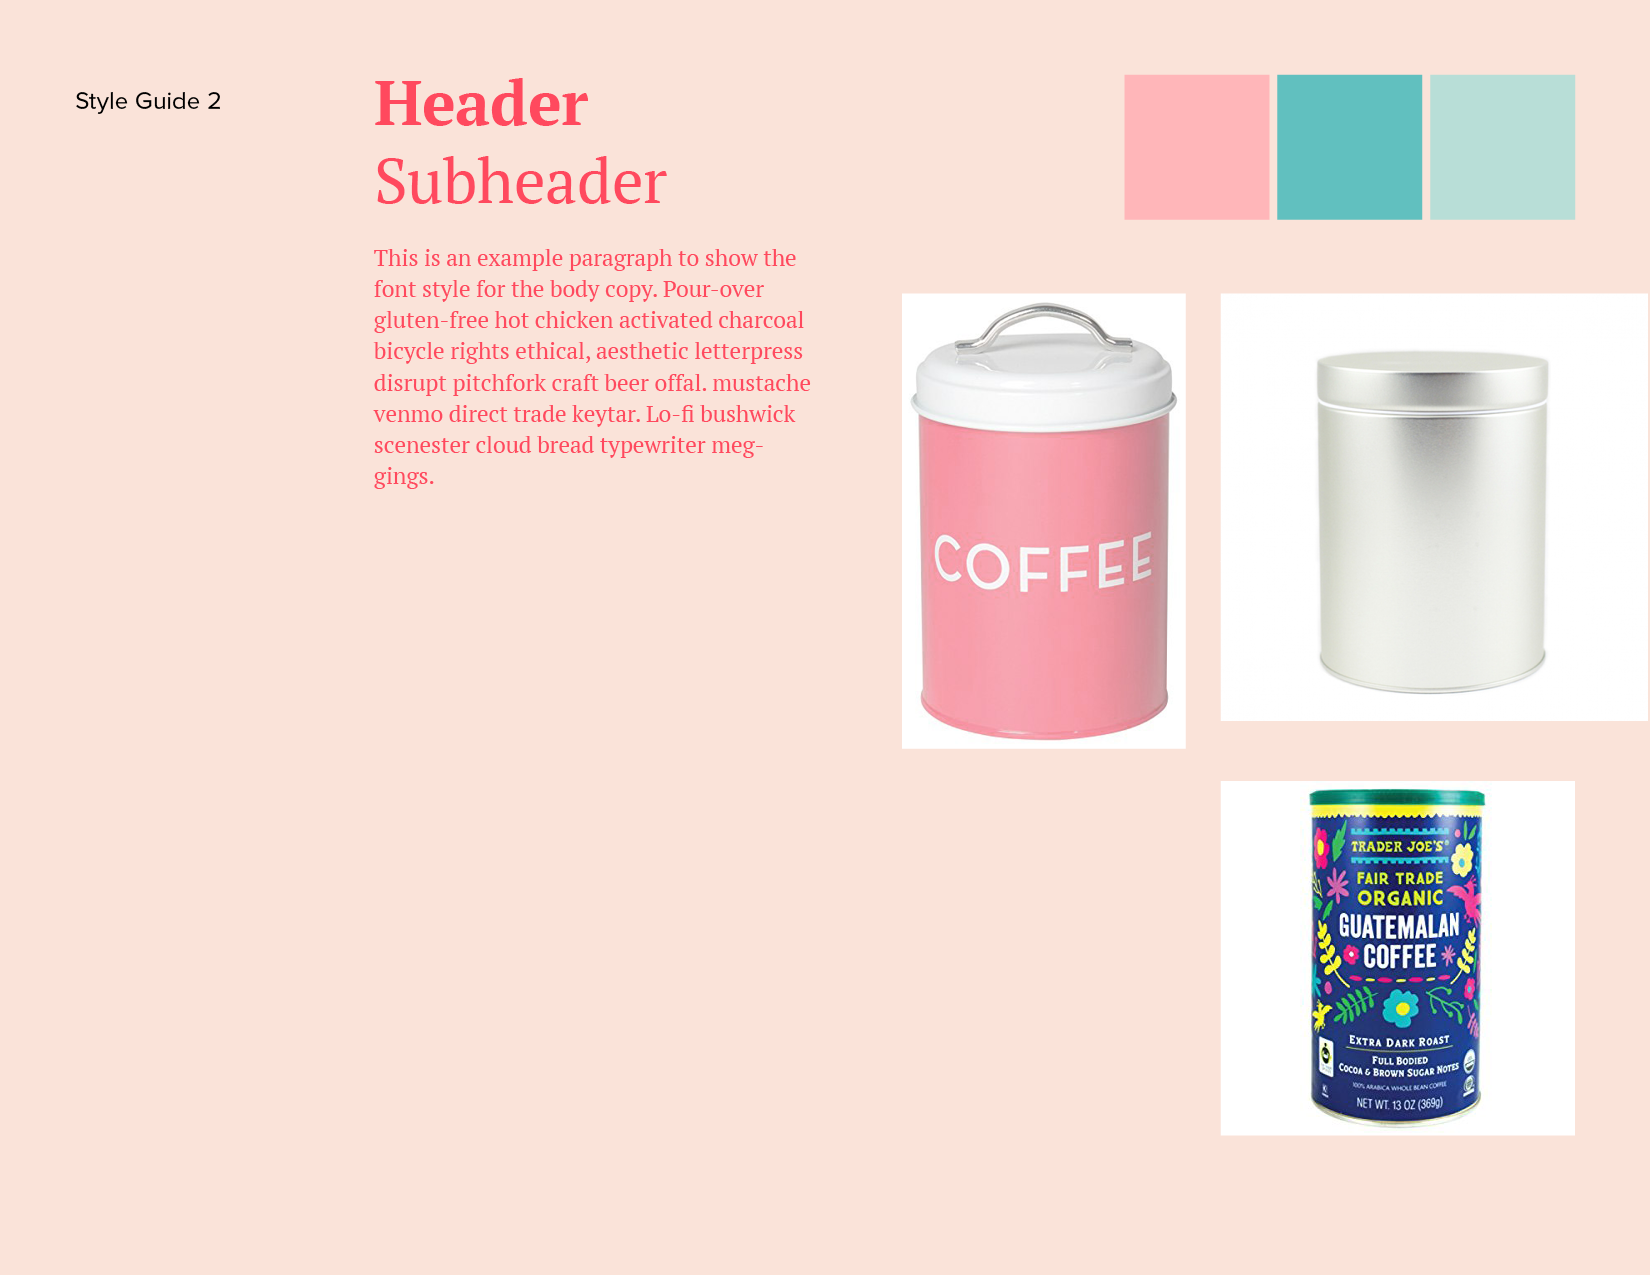 Style Guide 2
Header
Subheader
This is an example paragraph to show the
font style for the body copy. Pour-over
gluten-free hot chicken activated charcoal
bicycle rights ethical, aesthetic letterpress
disrupt pitchfork craft beer offal. mustache
venmo direct trade keytar. Lo-fi bushwick
scenester cloud bread typewriter meg-
gings.
COFFEE
TRADER JOE'S®
FAIR TRADE
ORGANIC
GUATEMALAN
COFFEE
EXTRA DARK ROAST
FULL BODIED
COCOA & BROWN SUGAR NOTES
100% ARABICA WHOLE BEAN COFFEE
NET WT. 13 OZ (369g)